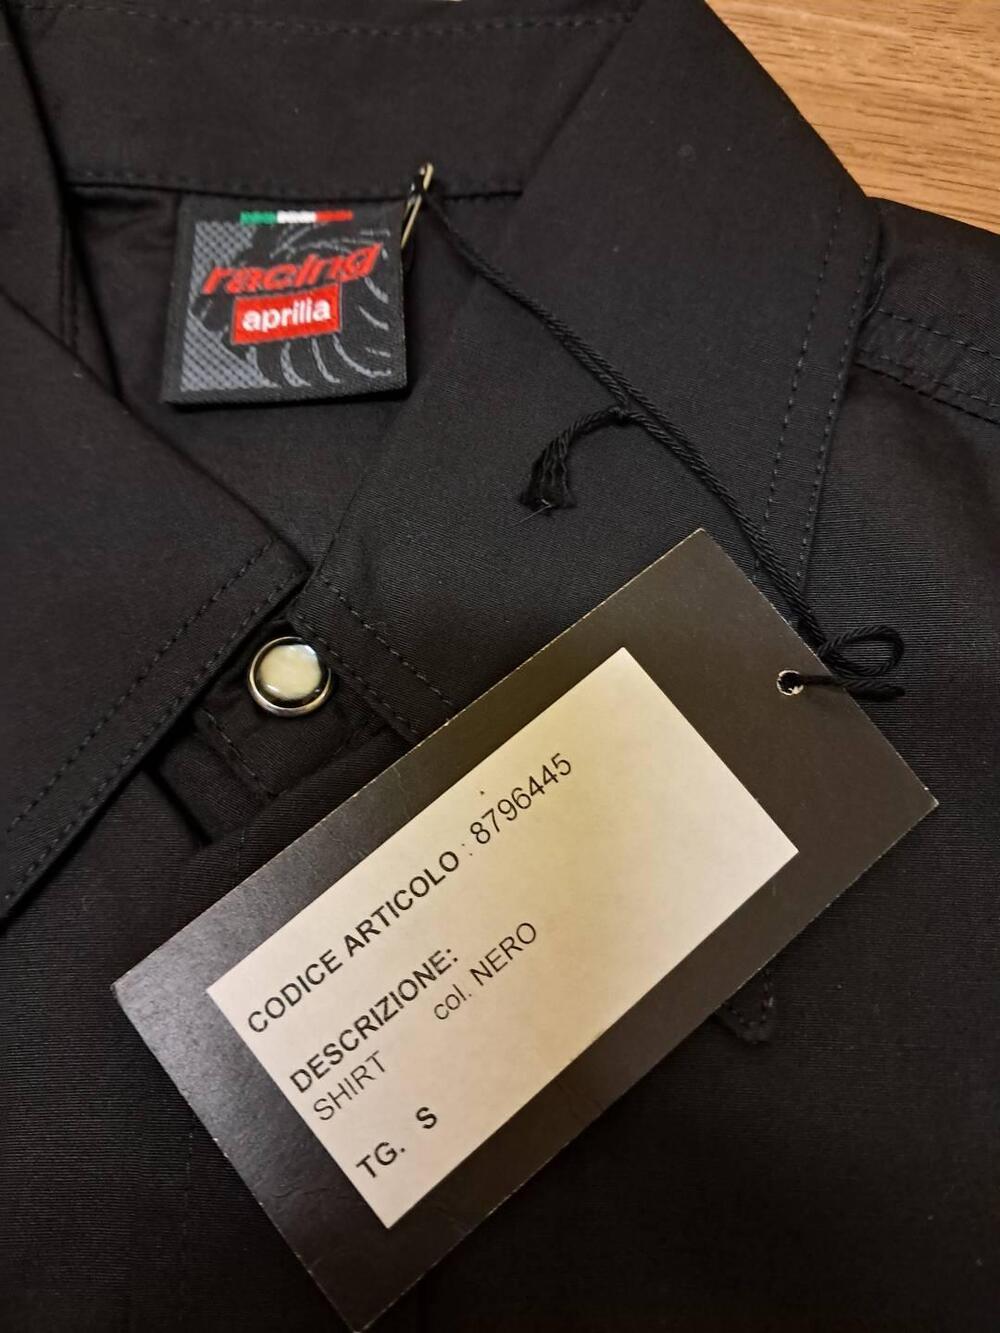 racing
aprilia
CODICE ARTICOLO : 8796445
DESCRIZIONE:
SHIRT col. NERO
TG. S